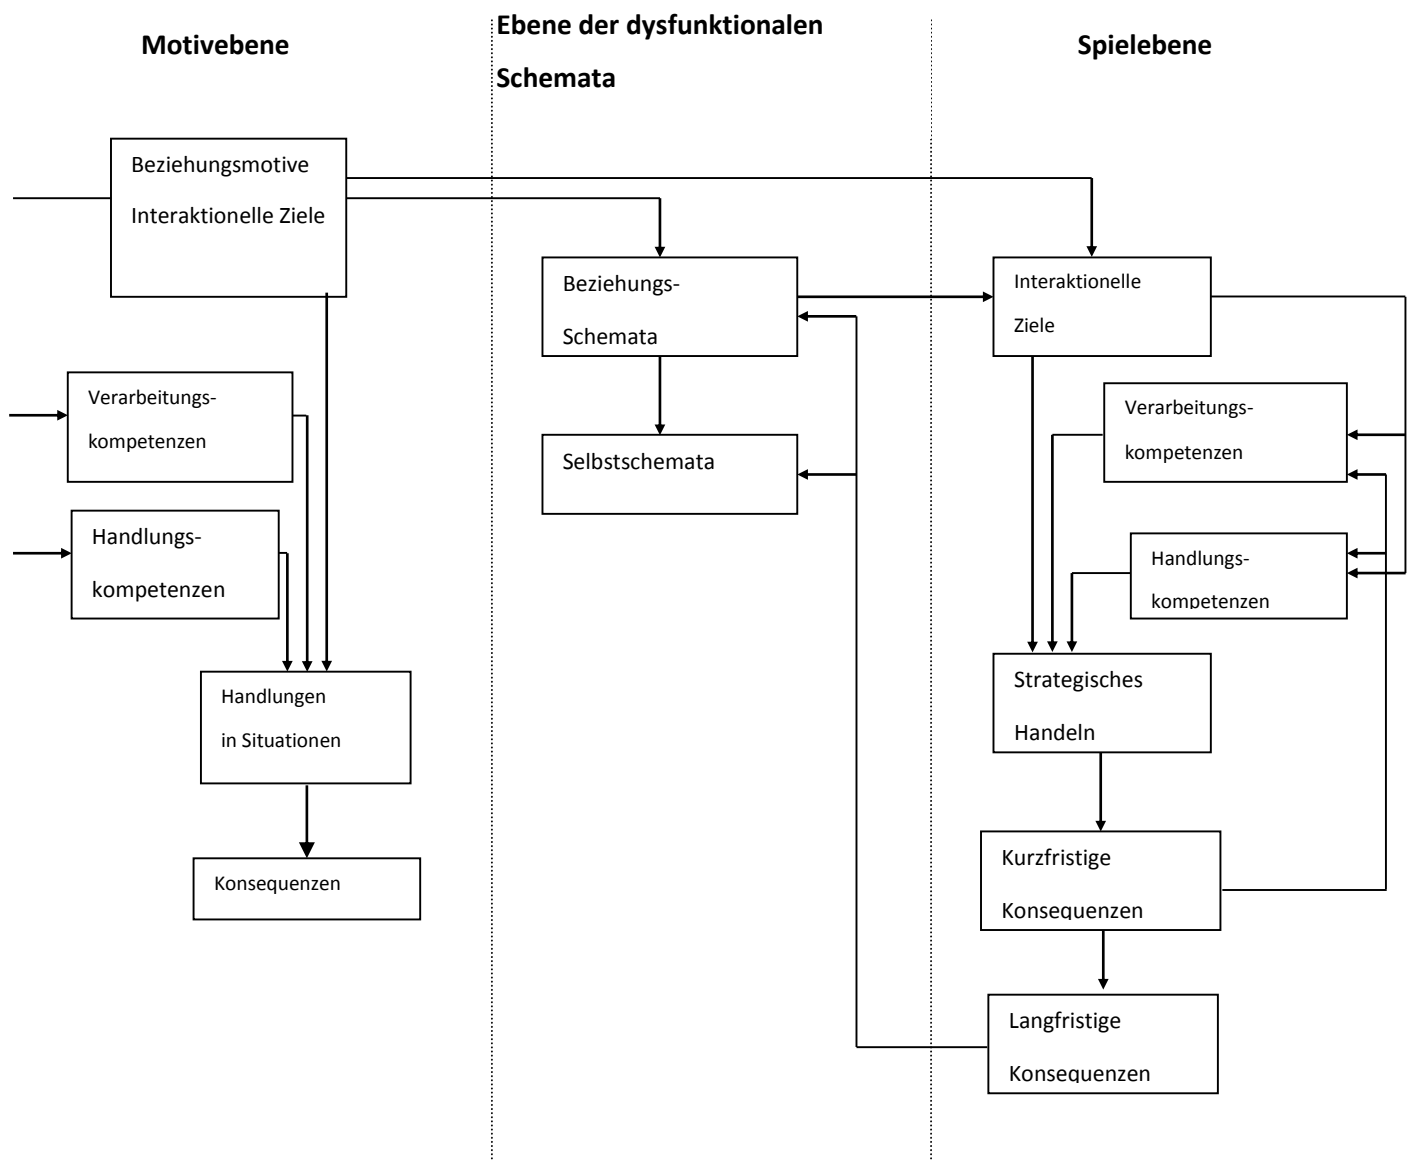 Motivebene
Ebene der dysfunktionalen
Schemata
Spielebene
Beziehungsmotive
Interaktionelle Ziele
Verarbeitungs-
kompetenzen
Handlungs-
kompetenzen
Handlungen
in Situationen
Konsequenzen
Beziehungs-
Schemata
Selbstschemata
Interaktionelle
Ziele
Verarbeitungs-
kompetenzen
Handlungs-
kompetenzen
Strategisches
Handeln
Kurzfristige
Konsequenzen
Langfristige
Konsequenzen